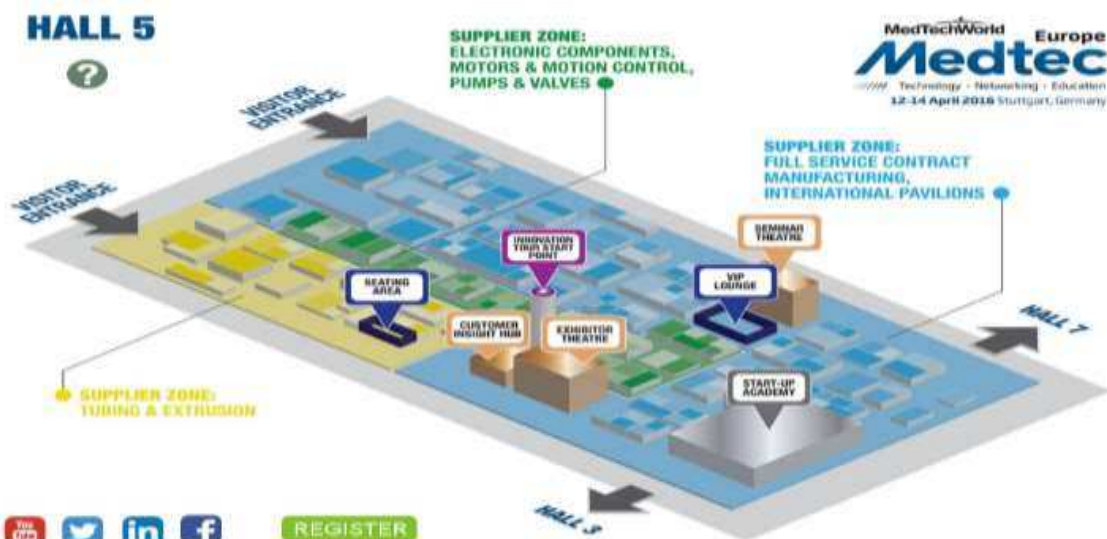 HALL 5
?
MedTechWorld
Europe
Medtec
Technology • Networking • Education
12-14 April 2016 Stuttgart, Germany
SUPPLIER ZONE:
ELECTRONIC COMPONENTS,
MOTORS & MOTION CONTROL,
PUMPS & VALVES
VISITOR
ENTRANCE
VISITOR
ENTRANCE
SUPPLIER ZONE:
FULL SERVICE CONTRACT
MANUFACTURING,
INTERNATIONAL PAVILIONS
SEMINAR
THEATRE
INNOVATION
TOUR START
POINT
SEATING
AREA
VIP
LOUNGE
CUSTOMER
INSIGHT HUB
EXHIBITOR
THEATRE
HALL 7
START-UP
ACADEMY
SUPPLIER ZONE:
TUBING & EXTRUSION
HALL 3
You
Tube
in
f
REGISTER